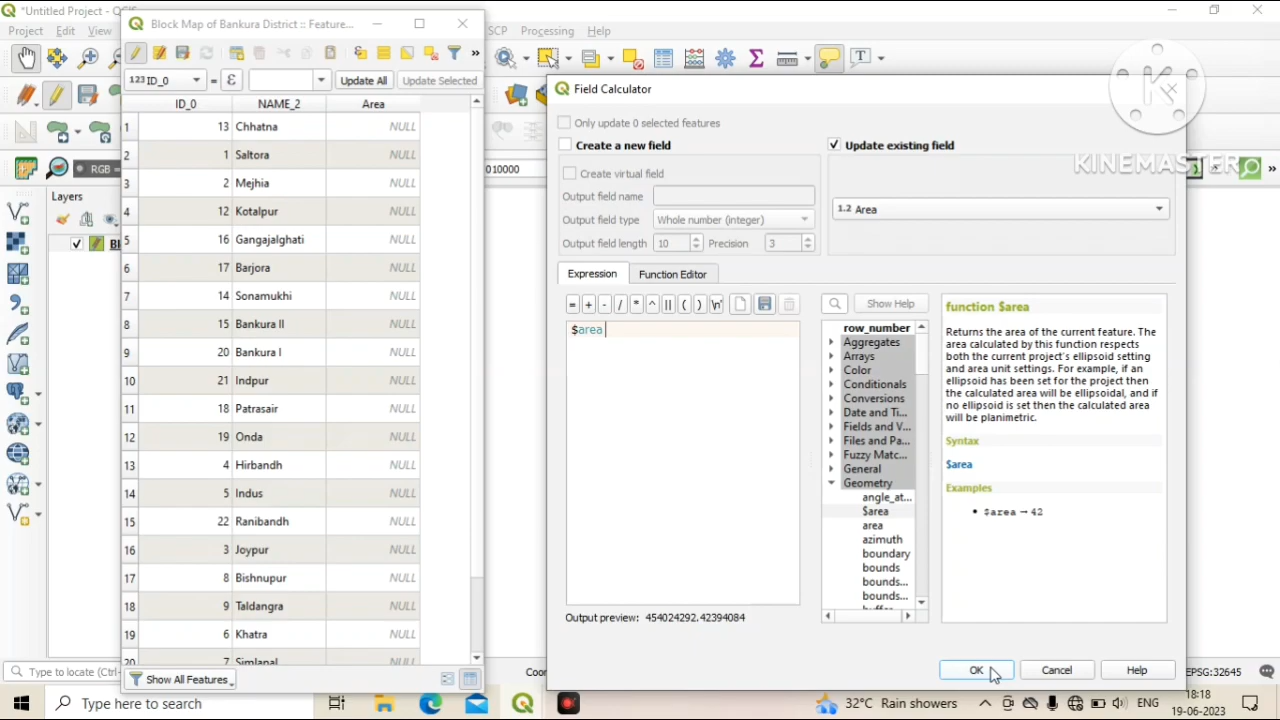 *Untitled Project - QGIS
Project Edit View
SCP Processing Help
Block Map of Bankura District :: Feature...
123 ID_0 = ε Update All Update Selected
ID_0 NAME_2 Area
1 13 Chhatna NULL
2 1 Saltora NULL
3 2 Mejhia NULL
4 12 Kotalpur NULL
5 16 Gangajalghati NULL
6 17 Barjora NULL
7 14 Sonamukhi NULL
8 15 Bankura II NULL
9 20 Bankura I NULL
10 21 Indpur NULL
11 18 Patrasair NULL
12 19 Onda NULL
13 4 Hirbandh NULL
14 5 Indus NULL
15 22 Ranibandh NULL
16 3 Joypur NULL
17 8 Bishnupur NULL
18 9 Taldangra NULL
19 6 Khatra NULL
20 7 Simlapal NULL
Show All Features
RGB =
010000
Layers
Bl
Field Calculator
Only update 0 selected features
Create a new field
Update existing field
Create virtual field
Output field name
Output field type Whole number (integer)
Output field length 10 Precision 3
1.2 Area
Expression Function Editor
= + - / * ^ || ( ) '\n'
Show Help
$area
row_number
Aggregates
Arrays
Color
Conditionals
Conversions
Date and Ti...
Fields and V...
Files and Pa...
Fuzzy Matc...
General
Geometry
angle_at...
$area
area
azimuth
boundary
bounds
bounds...
bounds...
buffer
function $area
Returns the area of the current feature. The
area calculated by this function respects
both the current project's ellipsoid setting
and area unit settings. For example, if an
ellipsoid has been set for the project then
the calculated area will be ellipsoidal, and if
no ellipsoid is set then the calculated area
will be planimetric.
Syntax
$area
Examples
• $area → 42
Output preview: 454024292.42394084
OK Cancel Help
KINEMASTER
Type to locate (Ctrl-
Coor
EPSG:32645
Type here to search
32°C Rain showers
ENG
18:18
19-06-2023